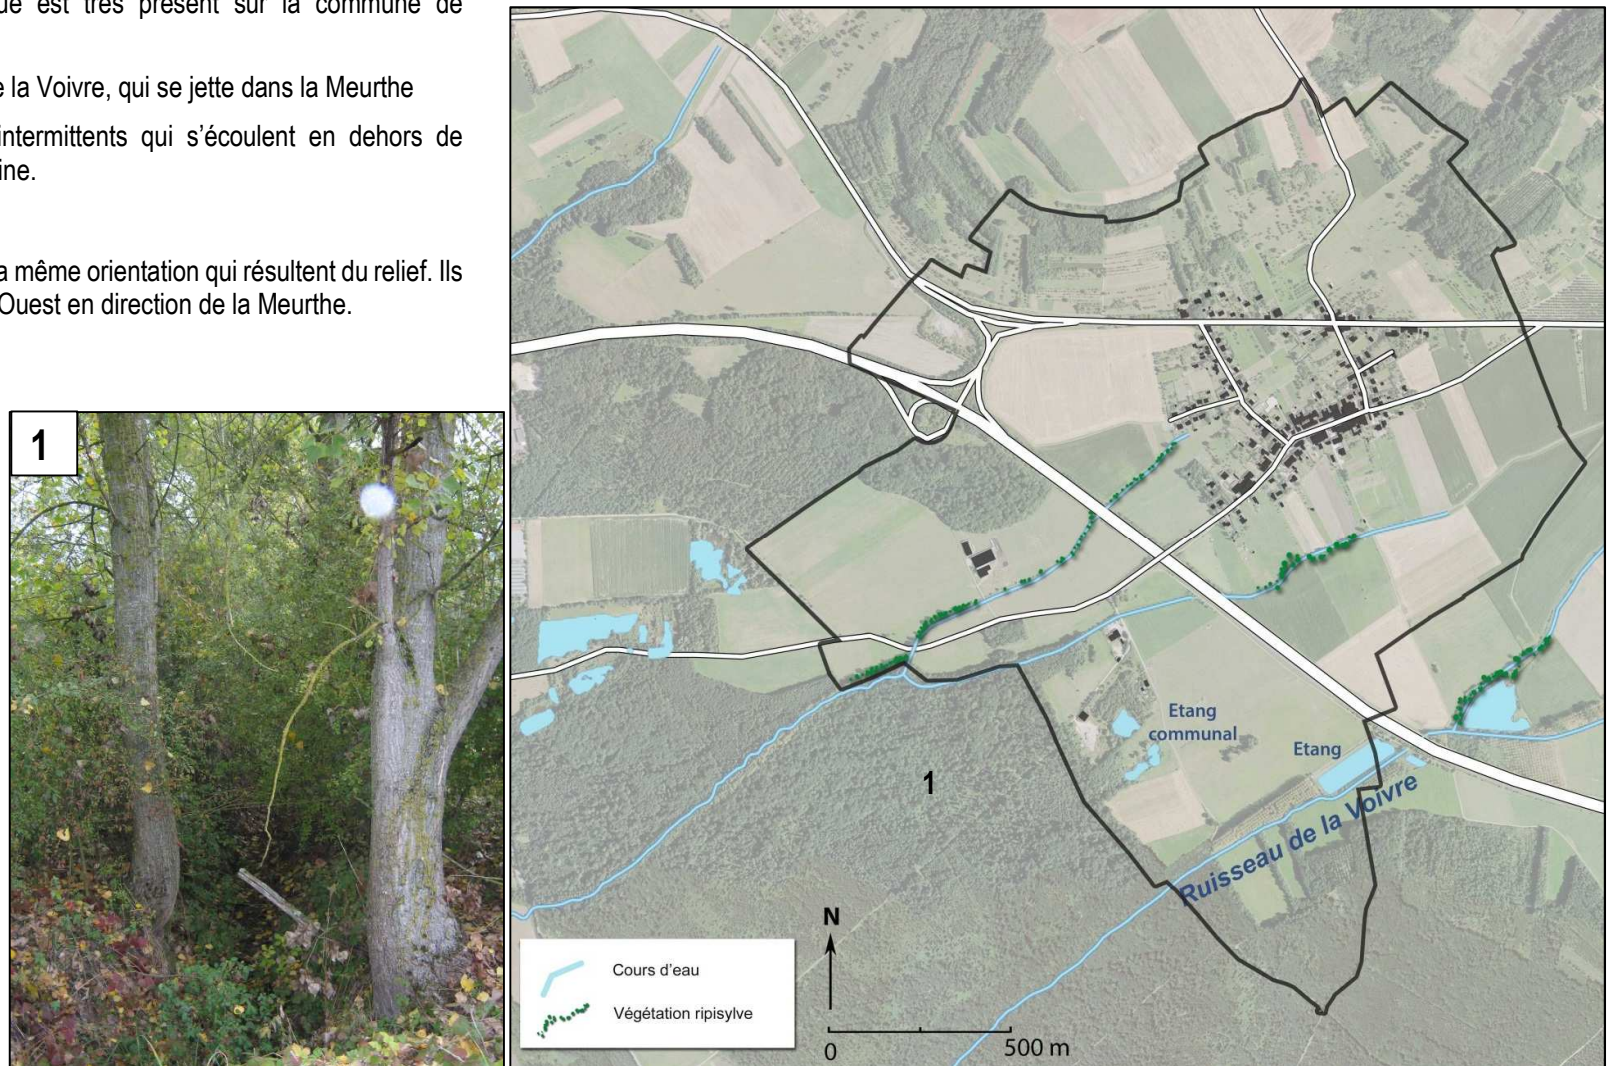 est très présent sur la commune de
la Voivre, qui se jette dans la Meurthe
intermittents qui s’écoulent en dehors de
même orientation qui résultent du relief. Ils
Ouest en direction de la Meurthe.
1
Etang
communal
Etang
1
Ruisseau de la Voivre
N
Cours d’eau
Végétation ripisylve
0 500 m